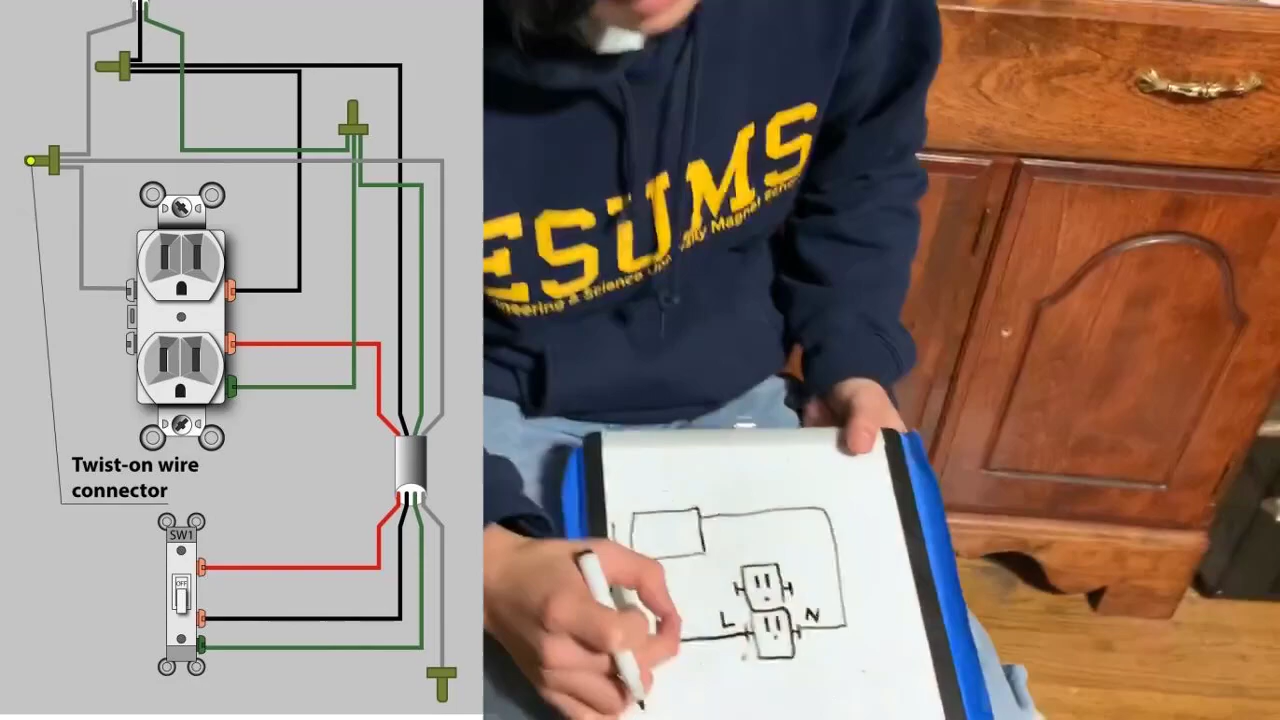 Twist-on wire
connector
SW1
OFF
ESUMS
Engineering & Science University Magnet School
L
N